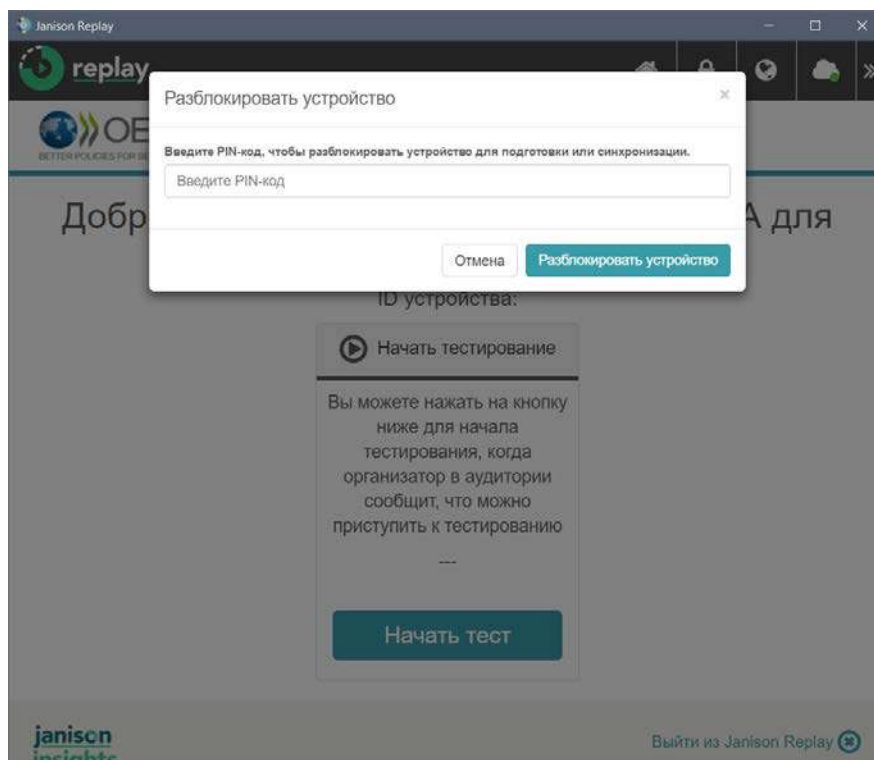 Janison Replay
replay
Разблокировать устройство
OE
BETTER POLICIES FOR BE
Введите PIN-код, чтобы разблокировать устройство для подготовки или синхронизации.
Введите PIN-код
Добр
А для
Отмена
Разблокировать устройство
ID устройства:
Начать тестирование
Вы можете нажать на кнопку
ниже для начала
тестирования, когда
организатор в аудитории
сообщит, что можно
приступить к тестированию
---
Начать тест
janison
insights
Выйти из Janison Replay